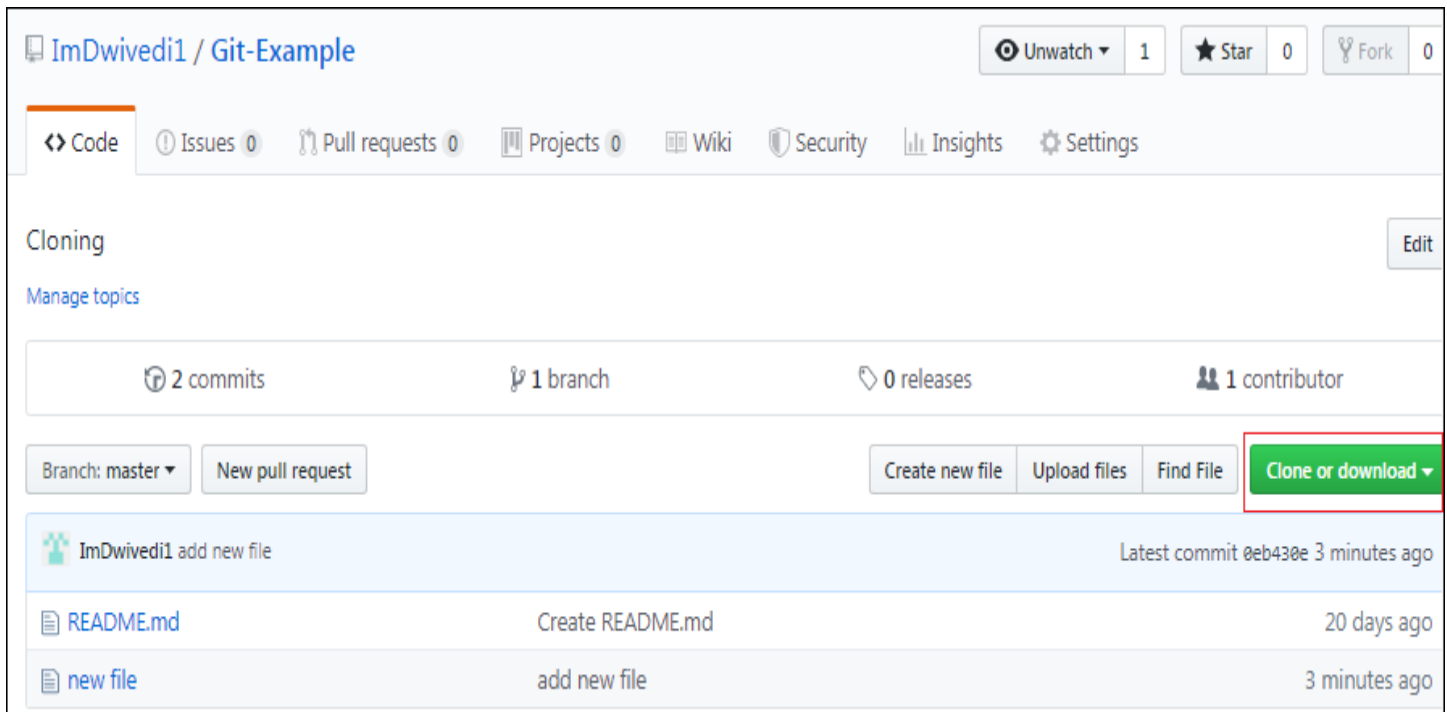 ImDwivedi1 / Git-Example Unwatch 1 Star 0 Fork 0
Code Issues 0 Pull requests 0 Projects 0 Wiki Security Insights Settings
Cloning Edit
Manage topics
2 commits 1 branch 0 releases 1 contributor
Branch: master New pull request Create new file Upload files Find File Clone or download
ImDwivedi1 add new file Latest commit 0eb430e 3 minutes ago
README.md Create README.md 20 days ago
new file add new file 3 minutes ago